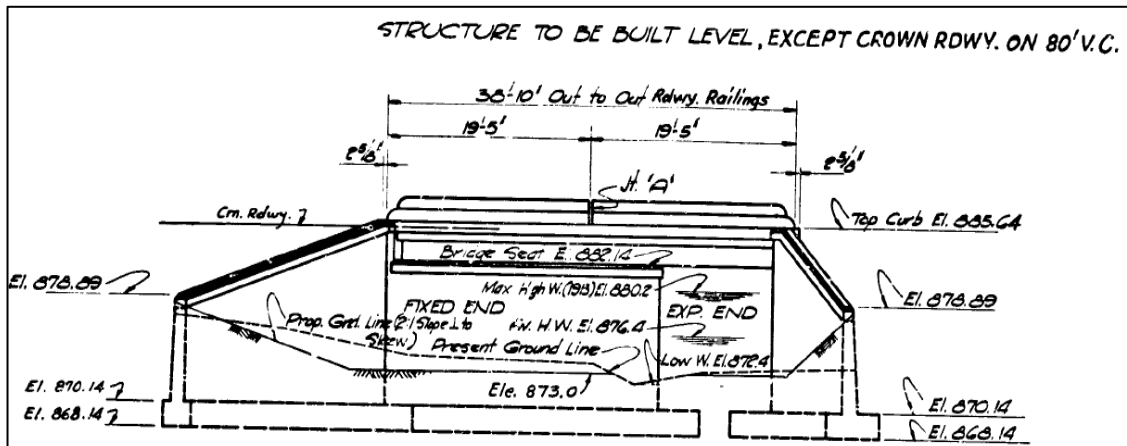 STRUCTURE TO BE BUILT LEVEL, EXCEPT CROWN RDWY. ON 80' V.C.
38'-10' Out to Out Rdwy. Railings
19'-5' 19'-5'
2 5/8' 2 5/8'
Jt. 'A'
Crn. Rdwy.
Top Curb El. 885.64
Bridge Seat E. 882.14
El. 878.89
Max High W.(1913) El. 880.2
El. 878.89
FIXED END EXP. END
Prop. Grd. Line (2:1 Slope ⊥ to
Skew)
H.W. El. 876.4
Present Ground Line
Low W. El. 872.4
Ele. 873.0
El. 870.14
El. 868.14
El. 870.14
El. 868.14